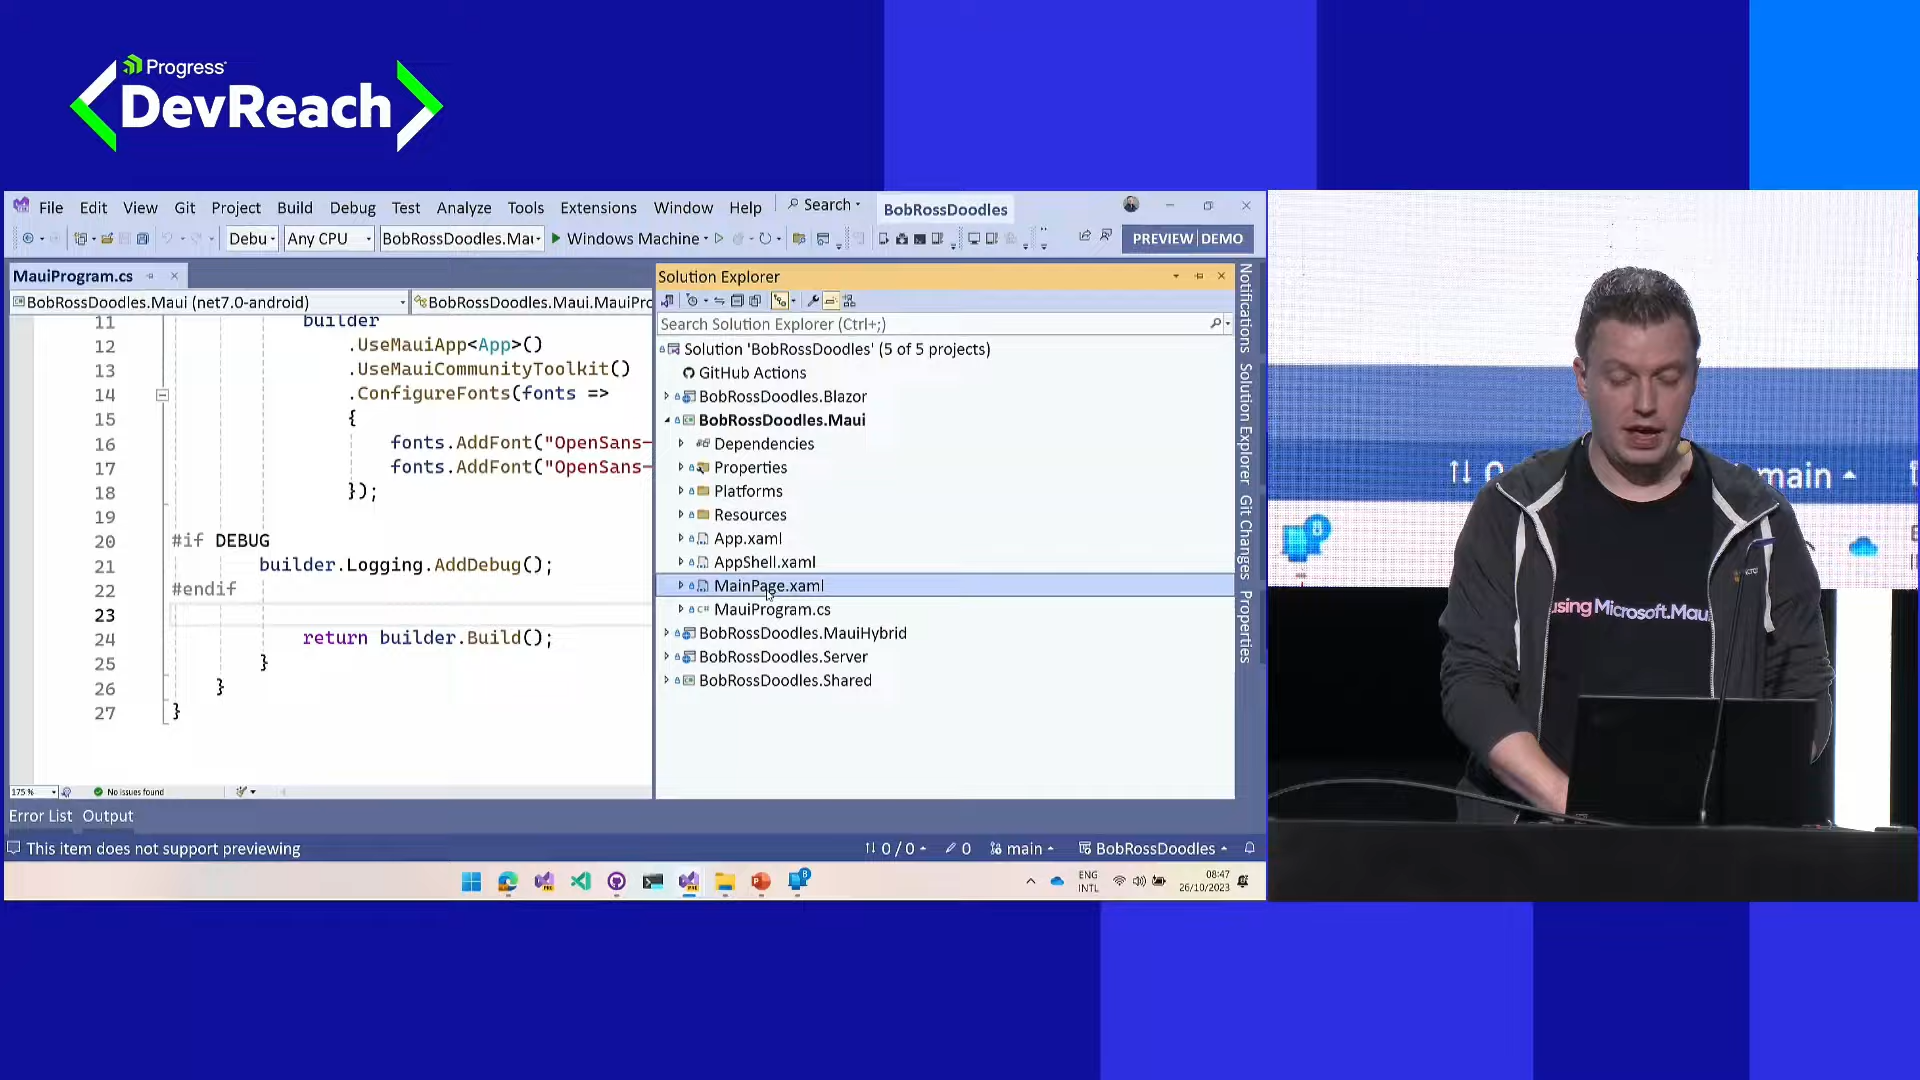 Progress
DevReach
File Edit View Git Project Build Debug Test Analyze Tools Extensions Window Help Search BobRossDoodles
Debu Any CPU BobRossDoodles.Mau Windows Machine PREVIEW DEMO
MauiProgram.cs
BobRossDoodles.Maui (net7.0-android) BobRossDoodles.Maui.MauiPro
11 builder
12 .UseMauiApp<App>()
13 .UseMauiCommunityToolkit()
14 .ConfigureFonts(fonts =>
15 {
16 fonts.AddFont("OpenSans-
17 fonts.AddFont("OpenSans-
18 });
19
20 #if DEBUG
21 builder.Logging.AddDebug();
22 #endif
23
24 return builder.Build();
25 }
26 }
27 }
175 % No issues found
Solution Explorer
Search Solution Explorer (Ctrl+;)
Solution 'BobRossDoodles' (5 of 5 projects)
GitHub Actions
BobRossDoodles.Blazor
BobRossDoodles.Maui
Dependencies
Properties
Platforms
Resources
App.xaml
AppShell.xaml
MainPage.xaml
MauiProgram.cs
BobRossDoodles.MauiHybrid
BobRossDoodles.Server
BobRossDoodles.Shared
Notifications
Solution Explorer
Git Changes
Properties
Error List Output
This item does not support previewing
0 / 0 0 main BobRossDoodles
ENG
INTL
08:47
26/10/2023
8
main
using Microsoft.Maui